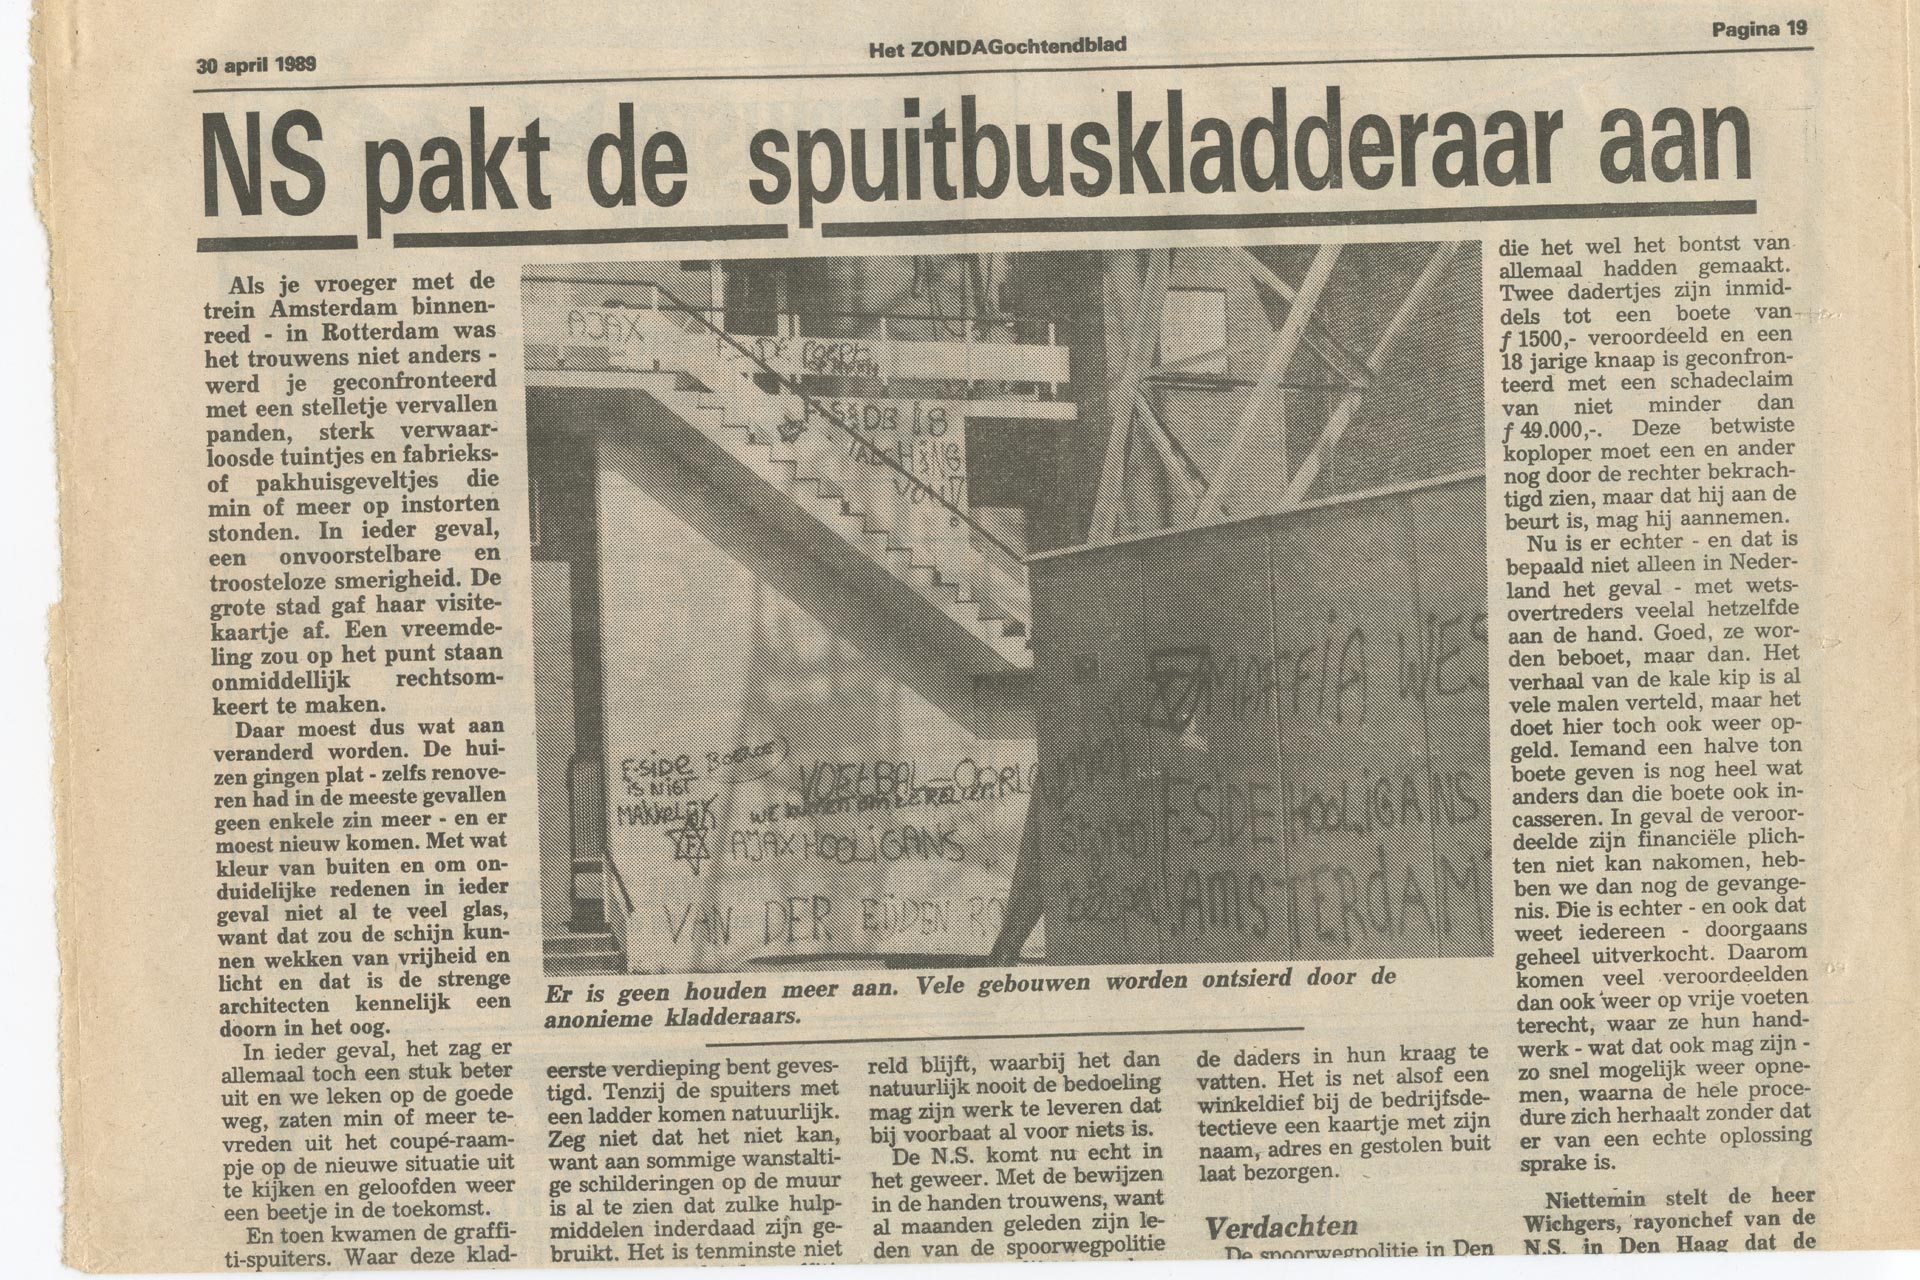 30 april 1989
Het ZONDAGochtendblad
Pagina 19
NS pakt de spuitbuskladderaar aan
Als je vroeger met de
trein Amsterdam binnen-
reed - in Rotterdam was
het trouwens niet anders -
werd je geconfronteerd
met een stelletje vervallen
panden, sterk verwaar-
loosde tuintjes en fabrieks-
of pakhuisgeveltjes die
min of meer op instorten
stonden. In ieder geval,
een onvoorstelbare en
troosteloze smerigheid. De
grote stad gaf haar visite-
kaartje af. Een vreemde-
ling zou op het punt staan
onmiddellijk rechtsom-
keert te maken.
Daar moest dus wat aan
veranderd worden. De hui-
zen gingen plat - zelfs renove-
ren had in de meeste gevallen
geen enkele zin meer - en er
moest nieuw komen. Met wat
kleur van buiten en om on-
duidelijke redenen in ieder
geval niet al te veel glas,
want dat zou de schijn kun-
nen wekken van vrijheid en
licht en dat is de strenge
architecten kennelijk een
doorn in het oog.
In ieder geval, het zag er
allemaal toch een stuk beter
uit en we leken op de goede
weg, zaten min of meer te-
vreden uit het coupé-raam-
pje op de nieuwe situatie uit
te kijken en geloofden weer
een beetje in de toekomst.
En toen kwamen de graffi-
ti-spuiters. Waar deze klad-
AJAX
F-SIDE 18
VON!
MAFFIA WES
F-SIDE BOEROE)
IS NIET
MAKKELIJK
VOETBAL-OORLO
F
AJAX HOOLIGANS
VAN DER EIJDEN RO
F-SIDE HOOLIGANS
AMSTERDAM
Er is geen houden meer aan. Vele gebouwen worden ontsierd door de
anonieme kladderaars.
eerste verdieping bent geves-
tigd. Tenzij de spuiters met
een ladder komen natuurlijk.
Zeg niet dat het niet kan,
want aan sommige wanstalti-
ge schilderingen op de muur
is al te zien dat zulke hulp-
middelen inderdaad zijn ge-
bruikt. Het is tenminste niet
reld blijft, waarbij het dan
natuurlijk nooit de bedoeling
mag zijn werk te leveren dat
bij voorbaat al voor niets is.
De N.S. komt nu echt in
het geweer. Met de bewijzen
in de handen trouwens, want
al maanden geleden zijn le-
den van de spoorwegpolitie
de daders in hun kraag te
vatten. Het is net alsof een
winkeldief bij de bedrijfsde-
tectieve een kaartje met zijn
naam, adres en gestolen buit
laat bezorgen.
Verdachten
De spoorwegpolitie in Den
die het wel het bontst van
allemaal hadden gemaakt.
Twee dadertjes zijn inmid-
dels tot een boete van
ƒ 1500,- veroordeeld en een
18 jarige knaap is geconfron-
teerd met een schadeclaim
van niet minder dan
ƒ 49.000,-. Deze betwiste
koploper moet een en ander
nog door de rechter bekrach-
tigd zien, maar dat hij aan de
beurt is, mag hij aannemen.
Nu is er echter - en dat is
bepaald niet alleen in Neder-
land het geval - met wets-
overtreders veelal hetzelfde
aan de hand. Goed, ze wor-
den beboet, maar dan. Het
verhaal van de kale kip is al
vele malen verteld, maar het
doet hier toch ook weer op-
geld. Iemand een halve ton
boete geven is nog heel wat
anders dan die boete ook in-
casseren. In geval de veroor-
deelde zijn financiële plich-
ten niet kan nakomen, heb-
ben we dan nog de gevange-
nis. Die is echter - en ook dat
weet iedereen - doorgaans
geheel uitverkocht. Daarom
komen veel veroordeelden
dan ook weer op vrije voeten
terecht, waar ze hun hand-
werk - wat dat ook mag zijn -
zo snel mogelijk weer opne-
men, waarna de hele proce-
dure zich herhaalt zonder dat
er van een echte oplossing
sprake is.
Niettemin stelt de heer
Wichgers, rayonchef van de
N.S. in Den Haag dat de